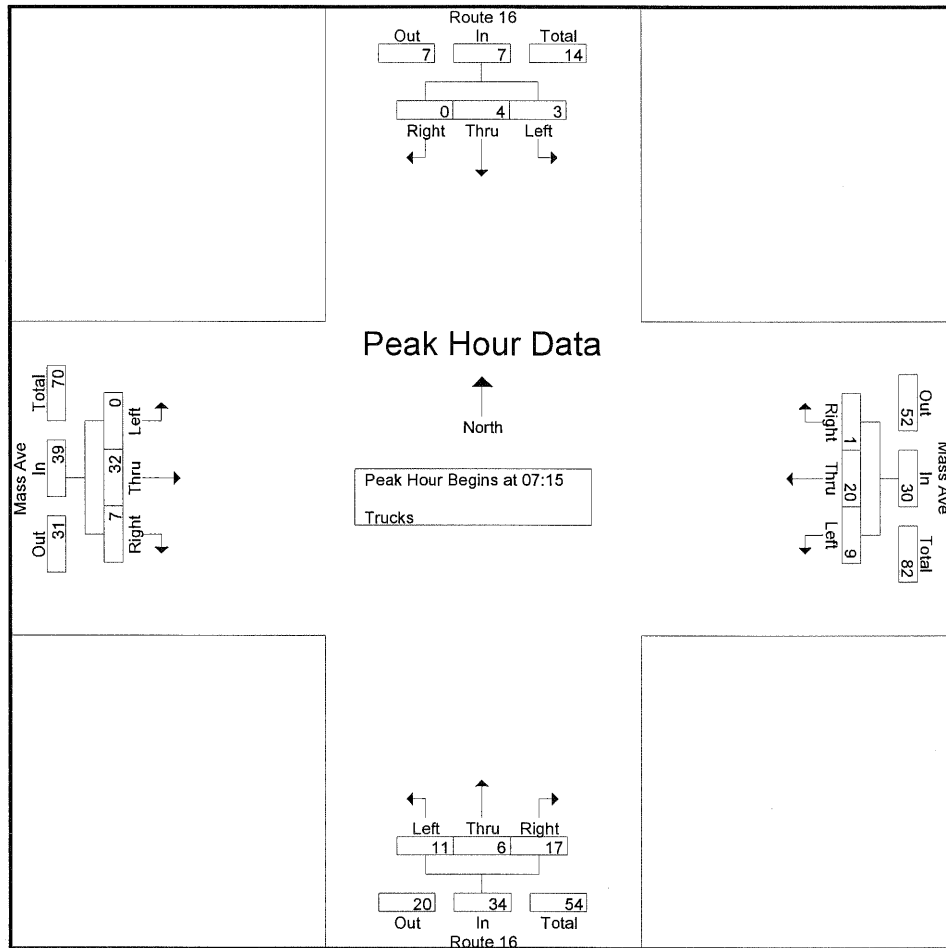 Route 16
Out In Total
7 7 14
0 4 3
Right Thru Left
Peak Hour Data
North
Peak Hour Begins at 07:15
Trucks
Mass Ave
Out In Total
31 39 70
Right Thru Left
7 32 0
Mass Ave
Out In Total
52 30 82
Right Thru Left
1 20 9
Left Thru Right
11 6 17
20 34 54
Out In Total
Route 16